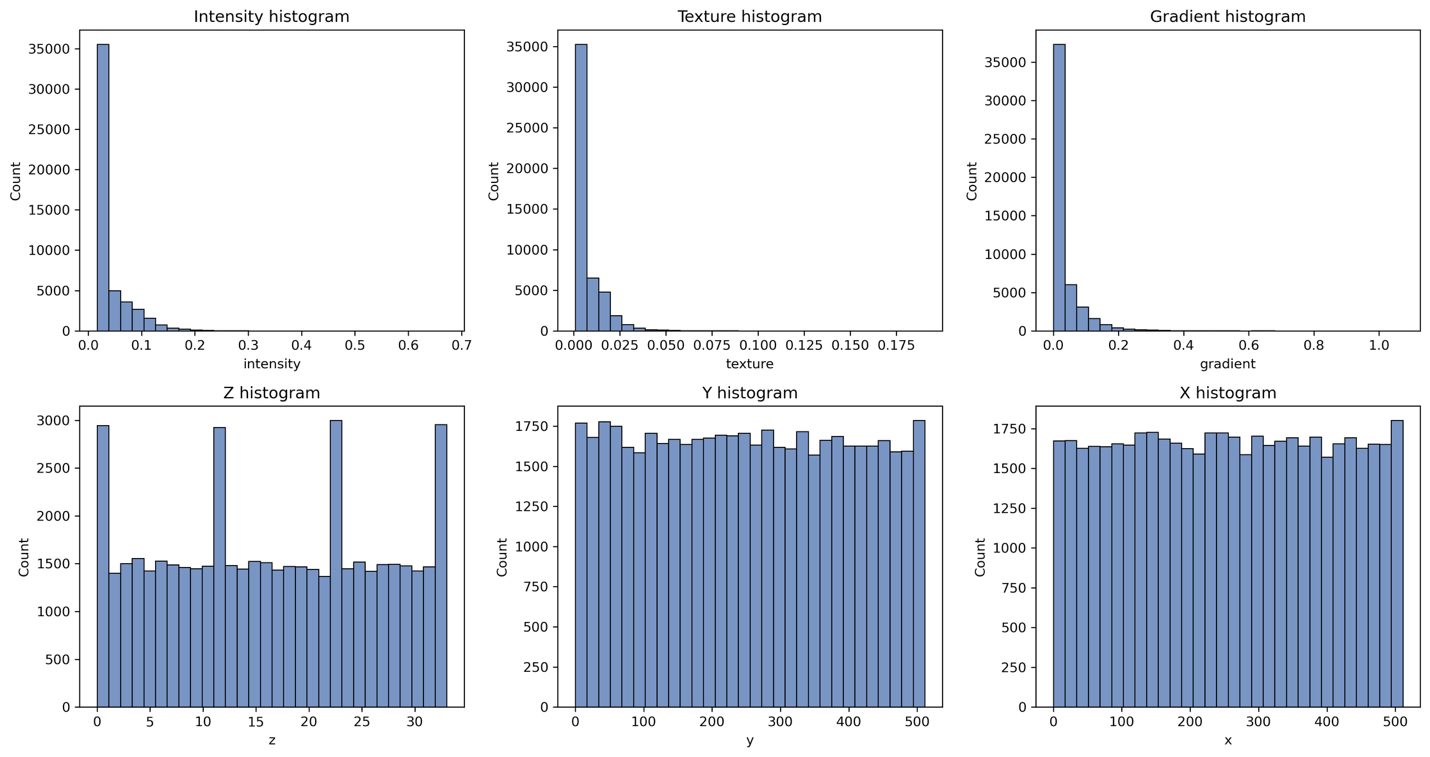 Intensity histogram
Texture histogram
Gradient histogram
35000
30000
25000
20000
15000
10000
5000
0
Count
0.0 0.1 0.2 0.3 0.4 0.5 0.6 0.7
intensity
35000
30000
25000
20000
15000
10000
5000
0
Count
0.000 0.025 0.050 0.075 0.100 0.125 0.150 0.175
texture
35000
30000
25000
20000
15000
10000
5000
0
Count
0.0 0.2 0.4 0.6 0.8 1.0
gradient
Z histogram
Y histogram
X histogram
3000
2500
2000
1500
1000
500
0
Count
0 5 10 15 20 25 30
z
1750
1500
1250
1000
750
500
250
0
Count
0 100 200 300 400 500
y
1750
1500
1250
1000
750
500
250
0
Count
0 100 200 300 400 500
x